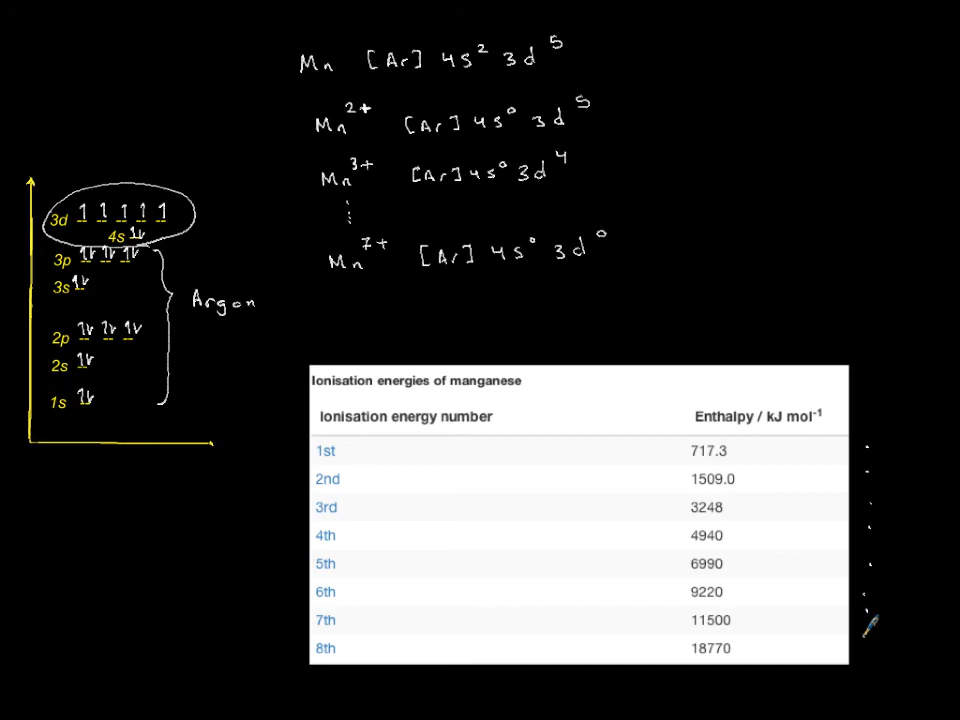 Mn [Ar] 4s² 3d⁵
Mn²⁺ [Ar] 4s⁰ 3d⁵
Mn³⁺ [Ar] 4s⁰ 3d⁴
Mn⁷⁺ [Ar] 4s⁰ 3d⁰
3d
4s
3p
3s
Argon
2p
2s
1s
Ionisation energies of manganese
Ionisation energy number Enthalpy / kJ mol⁻¹
1st 717.3
2nd 1509.0
3rd 3248
4th 4940
5th 6990
6th 9220
7th 11500
8th 18770